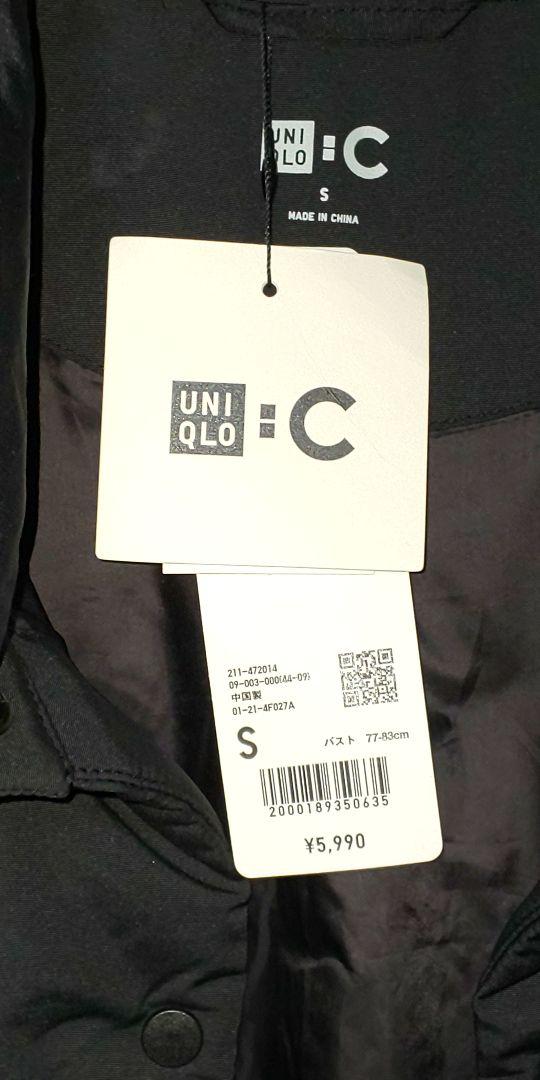 UNI
QLO : C
S
MADE IN CHINA
UNI
QLO : C
211-472014
09-003-000(44-09)
中国製
01-21-4F027A
S
バスト 77-83cm
2000189350635
¥5,990